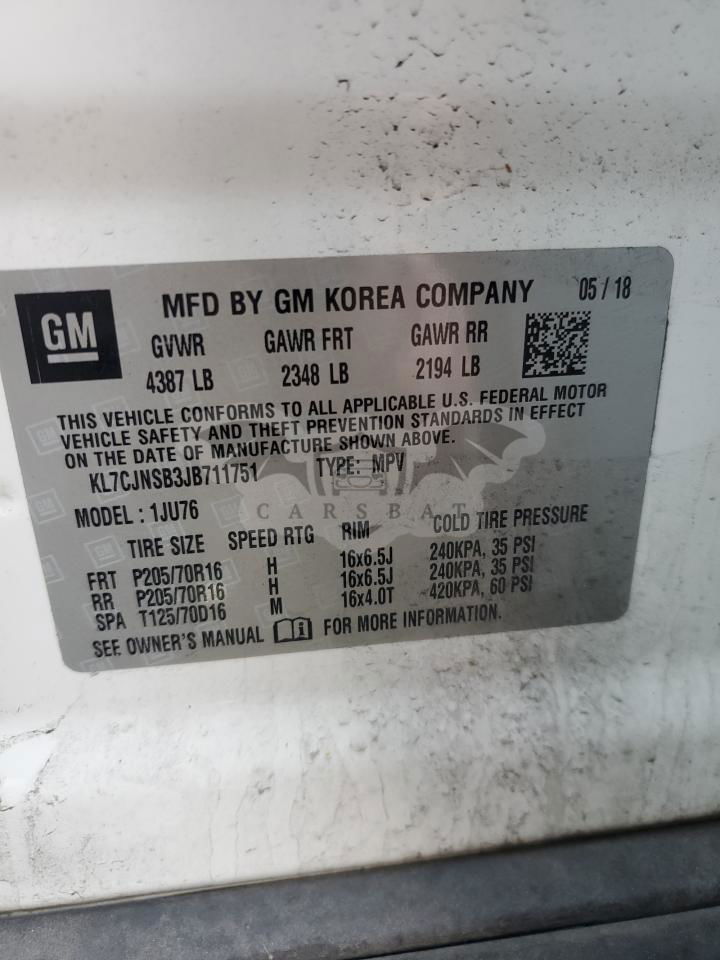 GM
MFD BY GM KOREA COMPANY 05 / 18
GVWR GAWR FRT GAWR RR
4387 LB 2348 LB 2194 LB
THIS VEHICLE CONFORMS TO ALL APPLICABLE U.S. FEDERAL MOTOR
VEHICLE SAFETY AND THEFT PREVENTION STANDARDS IN EFFECT
ON THE DATE OF MANUFACTURE SHOWN ABOVE.
KL7CJNSB3JB711751 TYPE: MPV
CARSBAT
MODEL : 1JU76
TIRE SIZE SPEED RTG RIM COLD TIRE PRESSURE
FRT P205/70R16 H 16x6.5J 240KPA, 35 PSI
RR P205/70R16 H 16x6.5J 240KPA, 35 PSI
SPA T125/70D16 M 16x4.0T 420KPA, 60 PSI
SEE OWNER'S MANUAL FOR MORE INFORMATION.